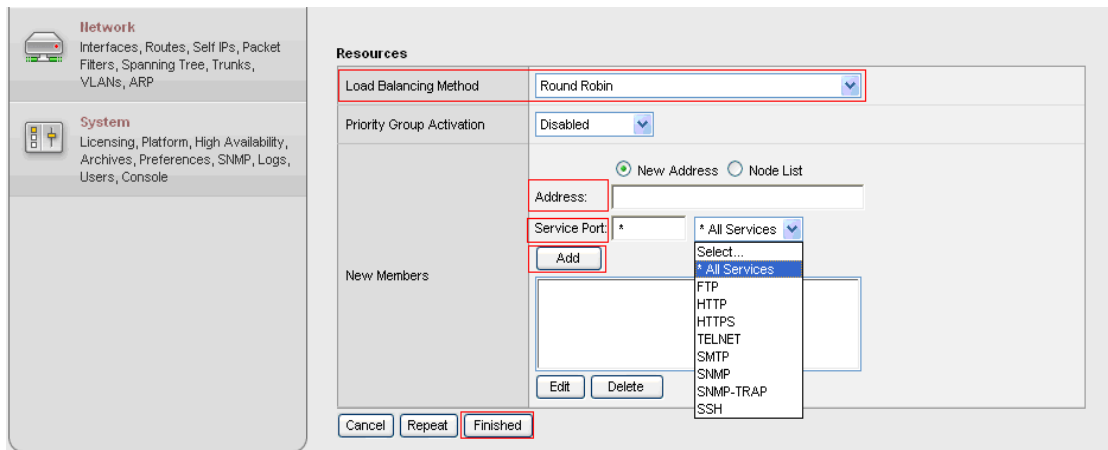 Network
Interfaces, Routes, Self IPs, Packet
Filters, Spanning Tree, Trunks,
VLANs, ARP
System
Licensing, Platform, High Availability,
Archives, Preferences, SNMP, Logs,
Users, Console
Resources
Load Balancing Method
Round Robin
Priority Group Activation
Disabled
New Members
New Address Node List
Address:
Service Port: * * All Services
Add
Select...
* All Services
FTP
HTTP
HTTPS
TELNET
SMTP
SNMP
SNMP-TRAP
SSH
Edit Delete
Cancel Repeat Finished